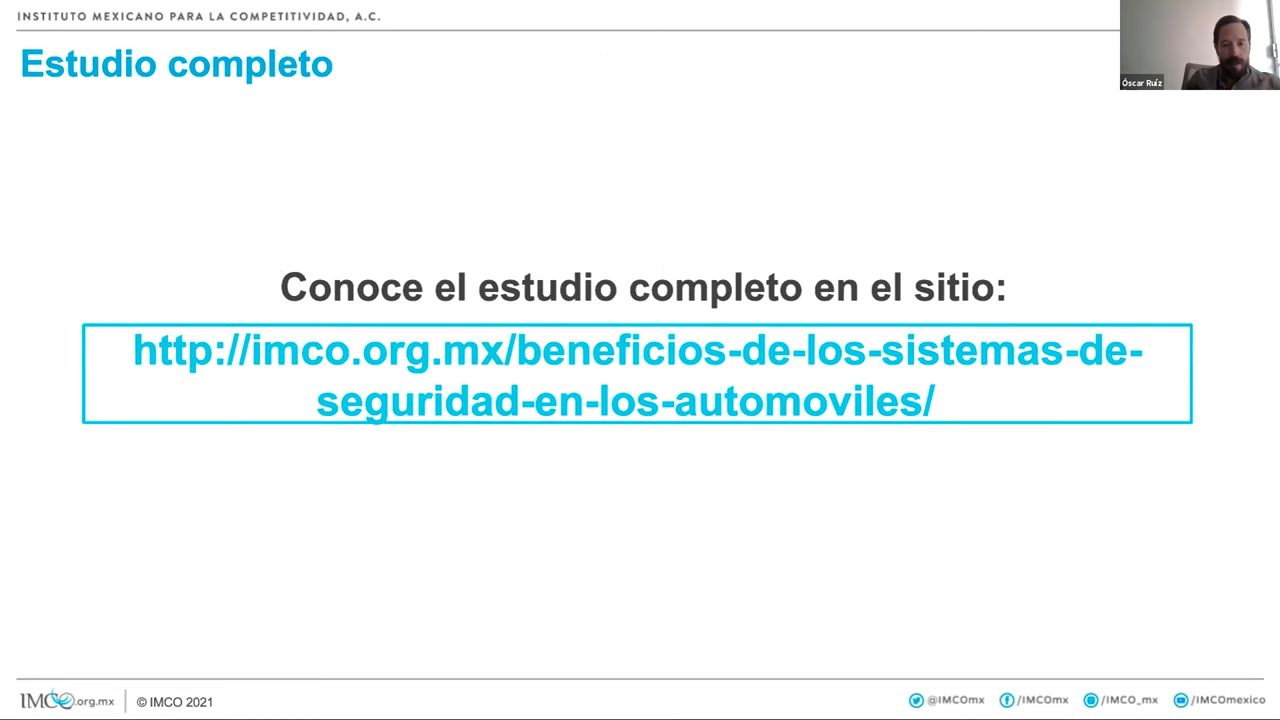 INSTITUTO MEXICANO PARA LA COMPETITIVIDAD, A.C.
Estudio completo
Óscar Ruíz
Conoce el estudio completo en el sitio:
http://imco.org.mx/beneficios-de-los-sistemas-de-
seguridad-en-los-automoviles/
IMCO.org.mx © IMCO 2021 @IMCOmx /IMCOmx /IMCO_mx /IMCOmexico